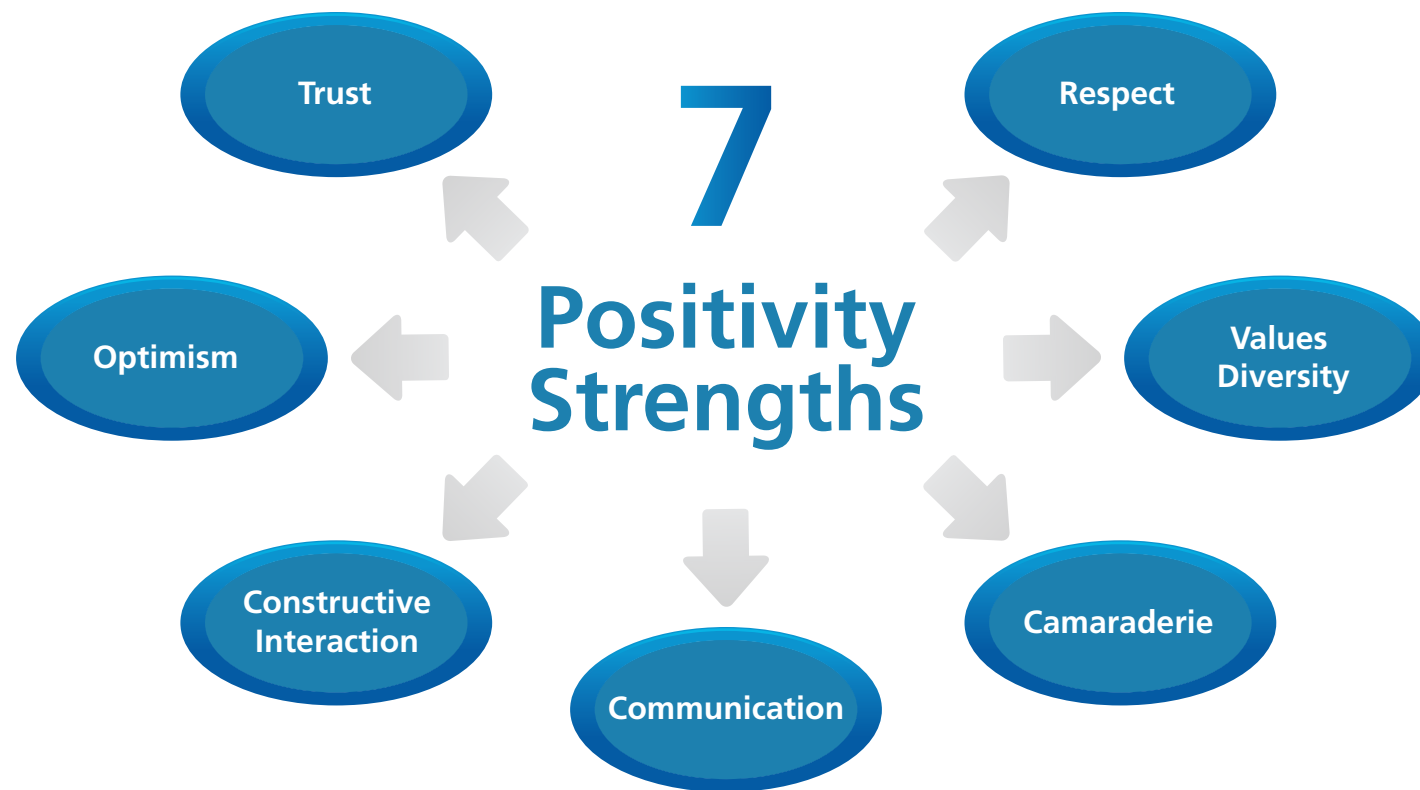 7
Positivity
Strengths
Trust
Respect
Optimism
Values
Diversity
Constructive
Interaction
Camaraderie
Communication